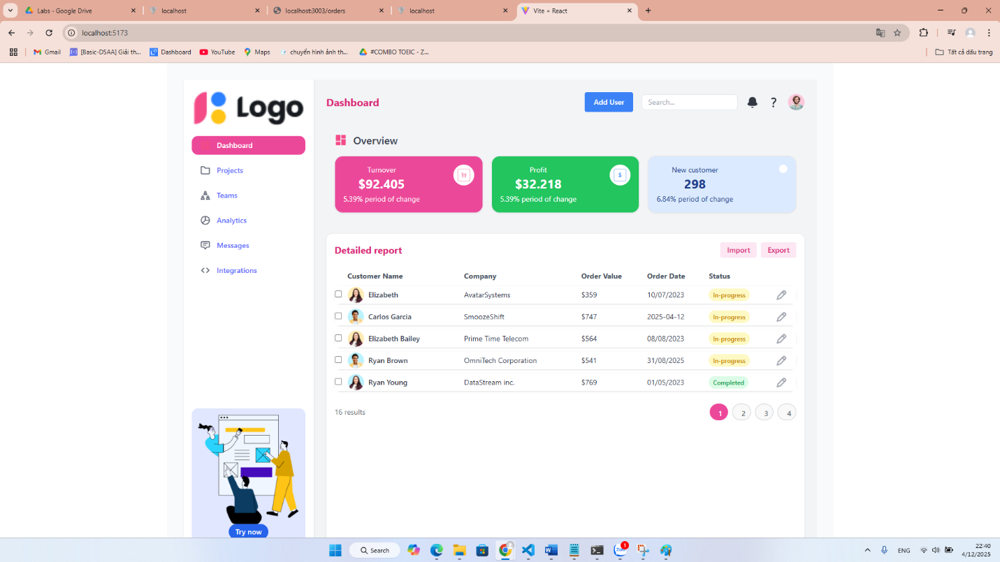 Labs - Google Drive
localhost
localhost:3003/orders
localhost
Vite + React
localhost:5173
Gmail
[Basic-DSAA] Giải th...
Dashboard
YouTube
Maps
chuyển hình ảnh th...
#COMBO TOEIC - Z...
Tất cả dấu trang
Logo
Dashboard
Projects
Teams
Analytics
Messages
Integrations
Try now
Dashboard
Add User
Search...
?
Overview
Turnover
$92.405
5.39% period of change
$
Profit
$32.218
5.39% period of change
New customer
298
6.84% period of change
Detailed report
Import
Export
Customer Name Company Order Value Order Date Status
Elizabeth AvatarSystems $359 10/07/2023 In-progress
Carlos Garcia SmoozeShift $747 2025-04-12 In-progress
Elizabeth Bailey Prime Time Telecom $564 08/08/2023 In-progress
Ryan Brown OmniTech Corporation $541 31/08/2025 In-progress
Ryan Young DataStream inc. $769 01/05/2023 Completed
16 results
1 2 3 4
Search
Zalo
1
ENG
22:40
4/12/2025